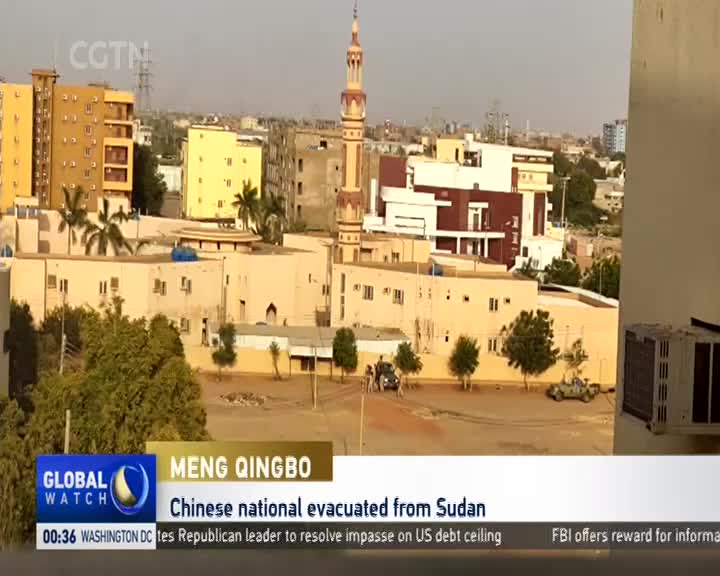 CGTN
MENG QINGBO
GLOBAL
WATCH
Chinese national evacuated from Sudan
00:36 WASHINGTON DC
tes Republican leader to resolve impasse on US debt ceiling FBI offers reward for informa